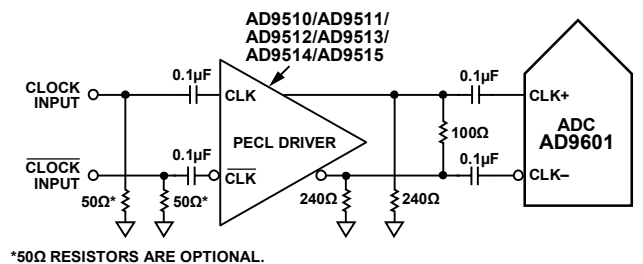 AD9510/AD9511/
AD9512/AD9513/
AD9514/AD9515
CLOCK
INPUT
0.1µF
CLK
PECL DRIVER
0.1µF
CLK+
ADC
AD9601
100Ω
CLOCK
INPUT
0.1µF
CLK
0.1µF
CLK–
50Ω*
50Ω*
240Ω
240Ω
*50Ω RESISTORS ARE OPTIONAL.